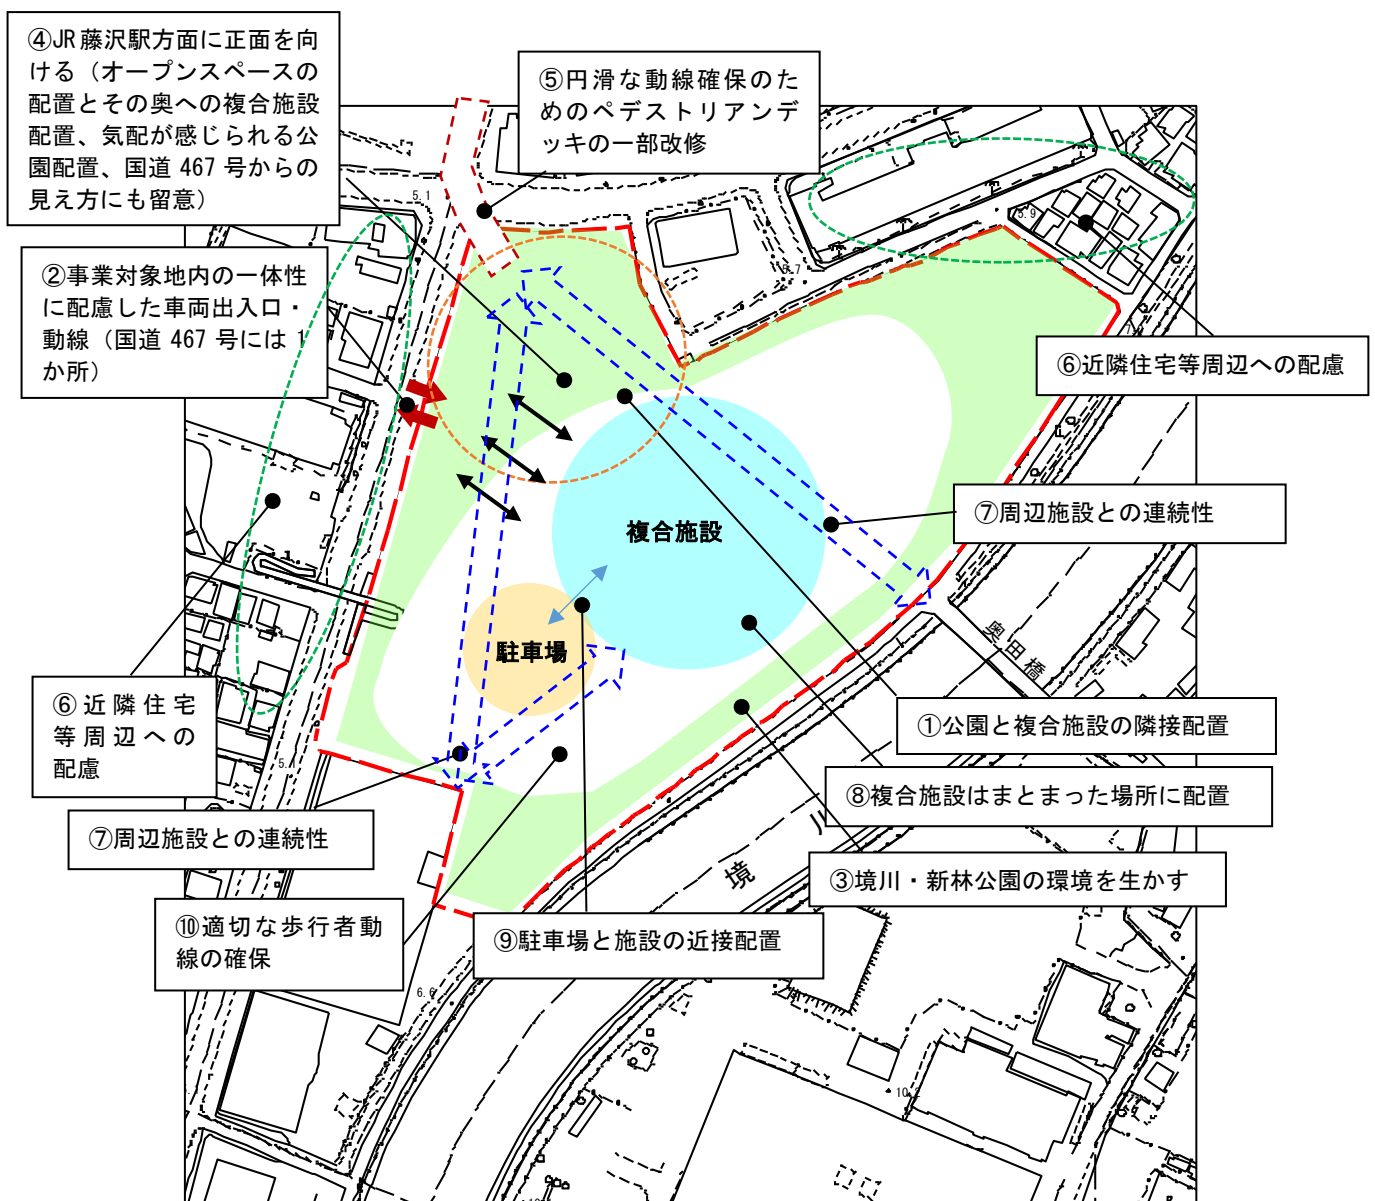 ④JR藤沢駅方面に正面を向
ける（オープンスペースの
配置とその奥への複合施設
配置、気配が感じられる公
園配置、国道 467 号からの
見え方にも留意）
⑤円滑な動線確保のた
めのペデストリアンデ
ッキの一部改修
②事業対象地内の一体性
に配慮した車両出入口・
動線（国道 467 号には 1
か所）
5.1
5.9
⑥近隣住宅等周辺への配慮
⑦周辺施設との連続性
複合施設
駐車場
奥田橋
⑥近隣住宅
等周辺への
配慮
①公園と複合施設の隣接配置
⑧複合施設はまとまった場所に配置
⑦周辺施設との連続性
境
川
③境川・新林公園の環境を生かす
⑩適切な歩行者動
線の確保
⑨駐車場と施設の近接配置
6.6
10.2